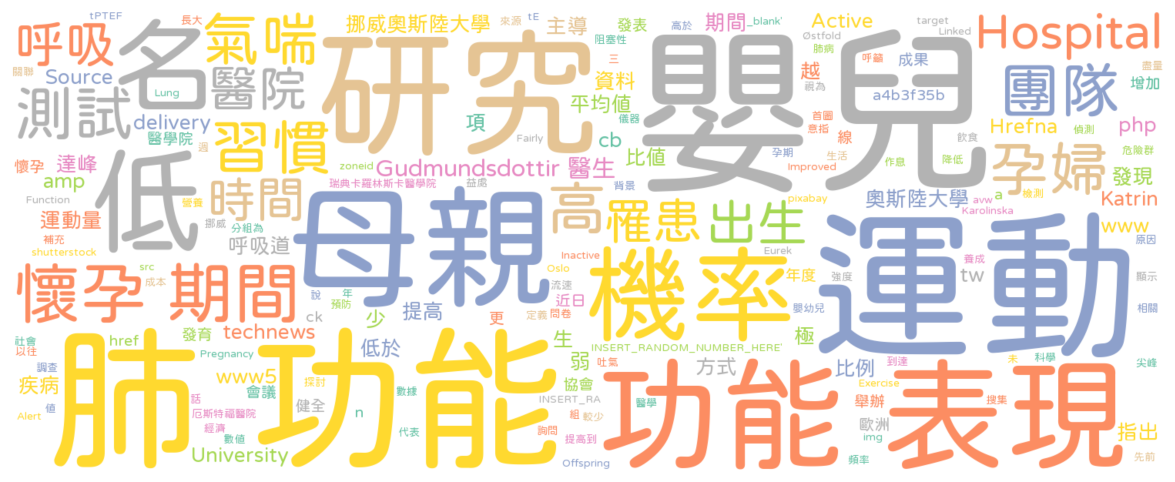 tPTEF
長大
挪威奧斯陸大學
來源
tE
高於
_blank'
target
主導
發表
期間
Active
Østfold
Linked
Hospital
呼吸
名
氣喘
研究
嬰兒
阻塞性
肺病
呼籲
成果
三
關聯
Source
Lung
醫院
資料
越
視為
a4b3f35b
團隊
盡量
增加
測試
delivery
醫學院
習慣
平均值
項
儀器
首圖
意指
線
飲食
Hrefna
偵測
php
危險群
懷孕
達峰
週
Fairly
cb
比值
孕期
Improved
生活
作息
降低
孕婦
發現
amp
低
zoneid
Gudmundsdottir
醫生
瑞典卡羅林斯卡醫學院
益處
背景
pixabay
奧斯陸大學
a
檢測
Katrin
Function
營養
時間
母親
高
罹患
出生
avw
Karolinska
www
運動量
挪威
分組為
補充
呼吸道
Inactive
Eurek
運動
原因
shutterstock
懷孕
期間
src
成本
Oslo
流速
機率
年度
強度
養成
tw
顯示
說
年
預防
提高
近日
嬰幼兒
相關
ck
少
更
定義
問卷
社會
以往
href
發育
technews
生
極
INSERT_RANDOM_NUMBER_HERE'
肺功能
功能
低於
Pregnancy
調查
疾病
www5
探討
會議
數據
弱
吐氣
方式
比例
到達
未
科學
尖峰
功能
表現
協會
Exercise
值
話
健全
n
INSERT_RA
醫學
舉辦
搜集
Alert
厄斯特福醫院
經濟
代表
組
較少
歐洲
指出
數值
詢問
提高到
img
University
Offspring
頻率
先前